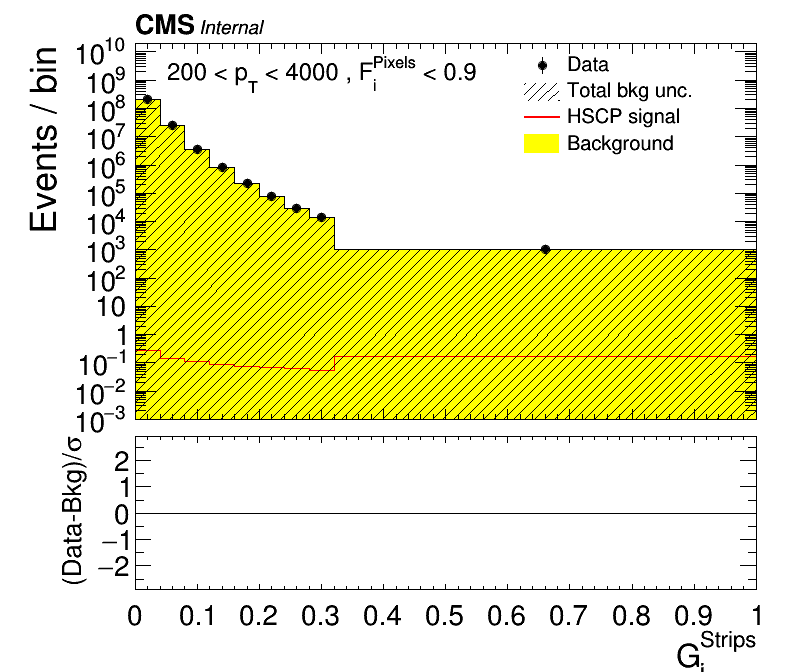 CMS Internal
Events / bin
200 < p_T < 4000 , F_i^Pixels < 0.9
Data
Total bkg unc.
HSCP signal
Background
10^10
10^9
10^8
10^7
10^6
10^5
10^4
10^3
10^2
10
1
10^−1
10^−2
10^−3
(Data-Bkg)/σ
2
1
0
−1
−2
0 0.1 0.2 0.3 0.4 0.5 0.6 0.7 0.8 0.9 1
G_i^Strips